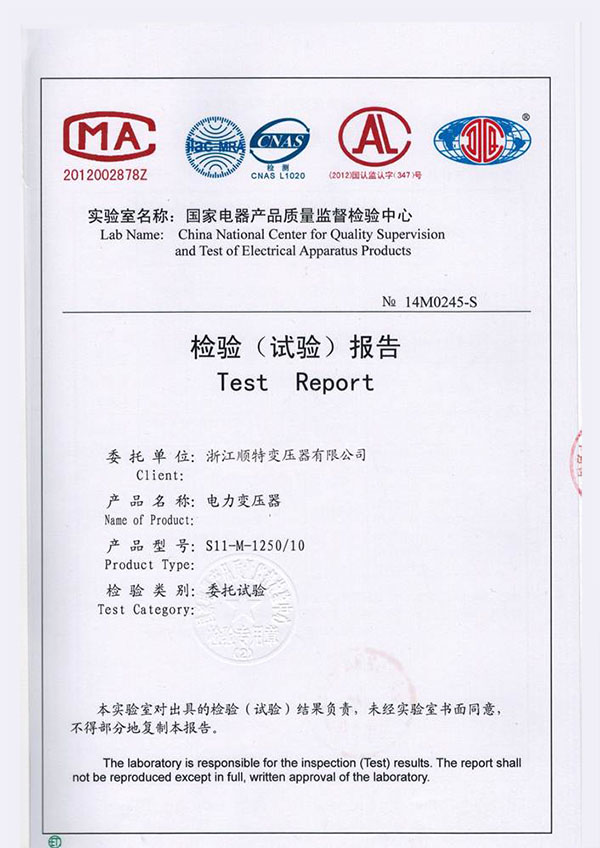 CMA
ilac-MRA
CNAS
AL
®
检 测
2012002878Z
CNAS L1020
(2012)国认监认字(347)号
实验室名称：国家电器产品质量监督检验中心
Lab Name: China National Center for Quality Supervision
and Test of Electrical Apparatus Products
№ 14M0245-S
检验（试验）报告
Test Report
委托单位：浙江顺特变压器有限公司
Client:
产品名称：电力变压器
Name of Product:
产品型号：S11-M-1250/10
Product Type:
检验类别：委托试验
Test Category:
检验专用章
(2)
本实验室对出具的检验（试验）结果负责，未经实验室书面同意，
不得部分地复制本报告。
The laboratory is responsible for the inspection (Test) results. The report shall
not be reproduced except in full, written approval of the laboratory.